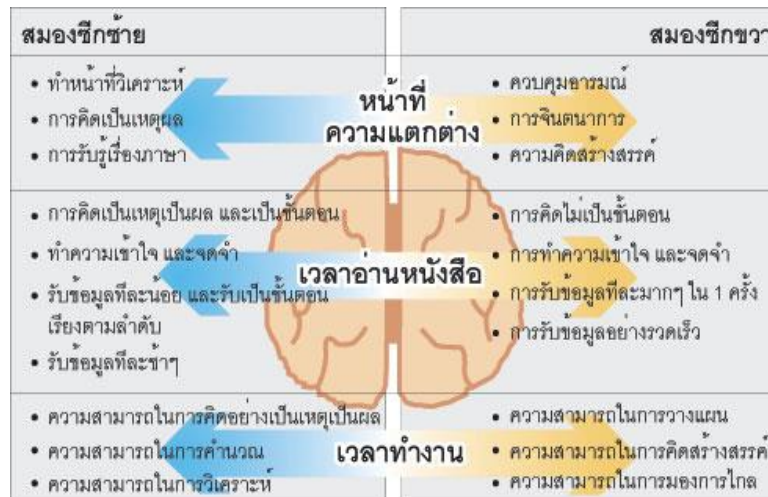 สมองซีกซ้าย
สมองซีกขวา
หน้าที่
ความแตกต่าง
• ทำหน้าที่วิเคราะห์
• การคิดเป็นเหตุผล
• การรับรู้เรื่องภาษา
• ควบคุมอารมณ์
• การจินตนาการ
• ความคิดสร้างสรรค์
เวลาอ่านหนังสือ
• การคิดเป็นเหตุเป็นผล และเป็นขั้นตอน
• ทำความเข้าใจ และจดจำ
• รับข้อมูลทีละน้อย และรับเป็นขั้นตอน
เรียงตามลำดับ
• รับข้อมูลทีละช้าๆ
• การคิดไม่เป็นขั้นตอน
• การทำความเข้าใจ และจดจำ
• การรับข้อมูลทีละมากๆ ใน 1 ครั้ง
• การรับข้อมูลอย่างรวดเร็ว
เวลาทำงาน
• ความสามารถในการคิดอย่างเป็นเหตุเป็นผล
• ความสามารถในการคำนวณ
• ความสามารถในการวิเคราะห์
• ความสามารถในการวางแผน
• ความสามารถในการคิดสร้างสรรค์
• ความสามารถในการมองการไกล